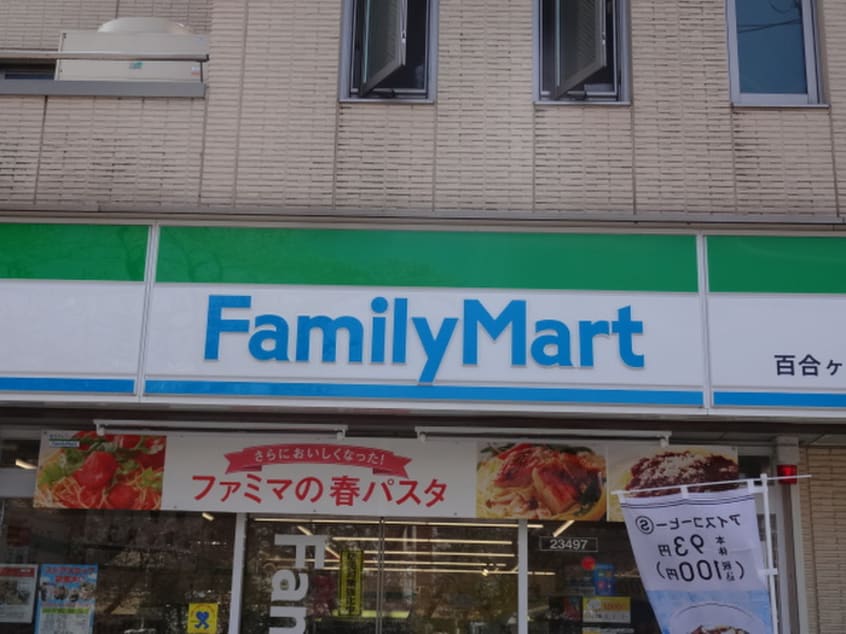 FamilyMart
百合ヶ
さらにおいしくなった!
ファミマの春パスタ
23497
アイスコーヒーⓈ
本体93円
(税込100円)
Fam